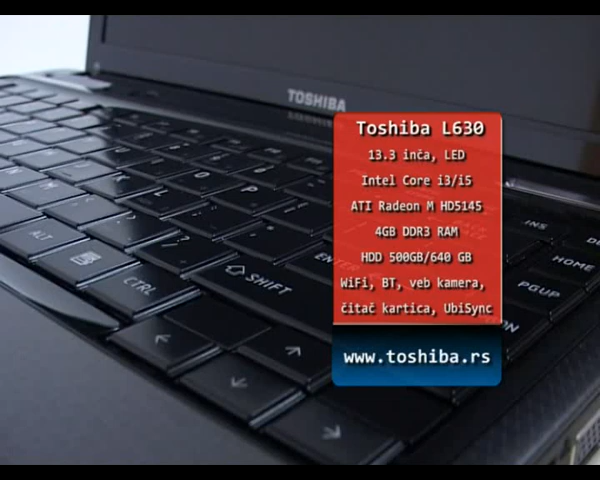 TOSHIBA
Toshiba L630
13.3 inča, LED
Intel Core i3/i5
ATI Radeon M HD5145
4GB DDR3 RAM
HDD 500GB/640 GB
WiFi, BT, veb kamera,
čitač kartica, UbiSync
www.toshiba.rs
INS
HOME
PGUP
ALT
CTRL
SHIFT
O
P